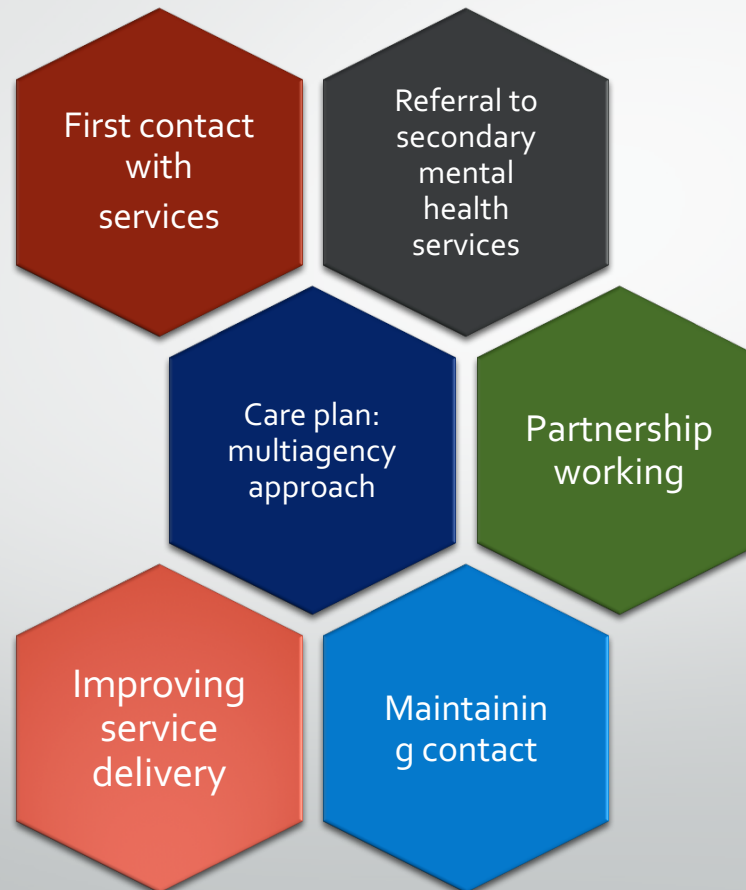 First contact
with
services
Referral to
secondary
mental
health
services
Care plan:
multiagency
approach
Partnership
working
Improving
service
delivery
Maintainin
g contact